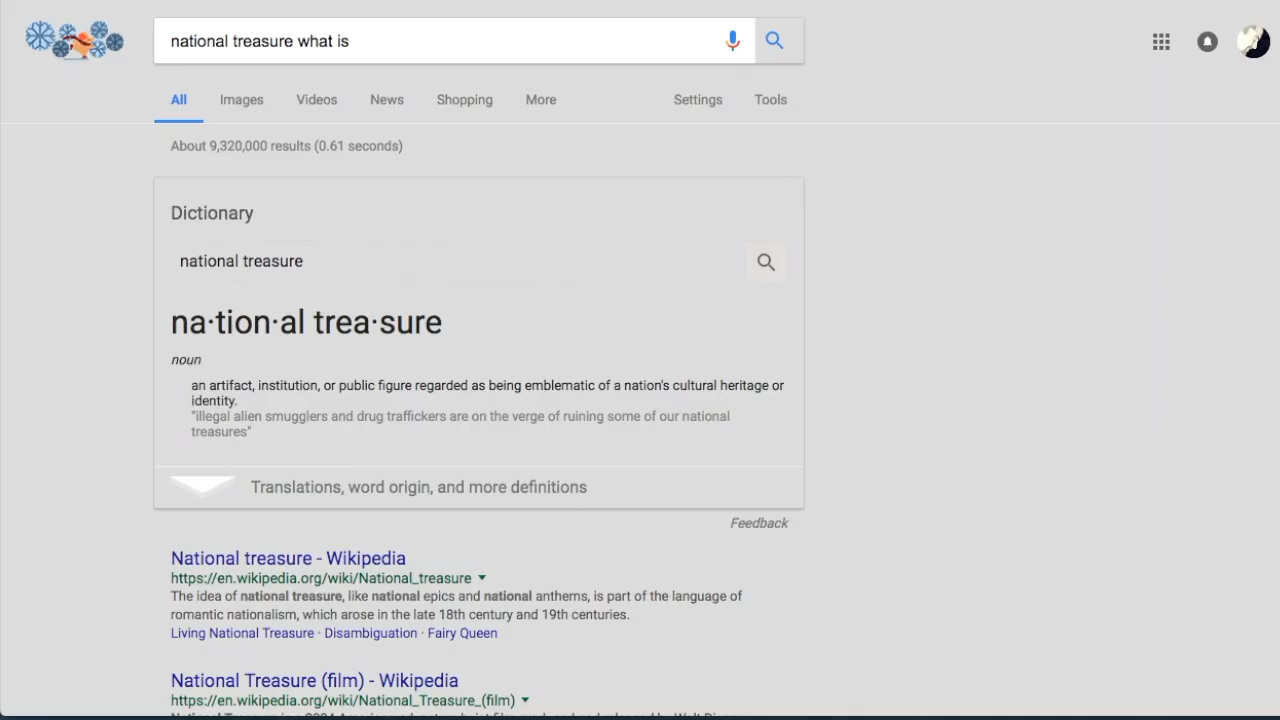 national treasure what is
All Images Videos News Shopping More Settings Tools
About 9,320,000 results (0.61 seconds)
Dictionary
national treasure
na·tion·al trea·sure
noun
an artifact, institution, or public figure regarded as being emblematic of a nation's cultural heritage or
identity.
"illegal alien smugglers and drug traffickers are on the verge of ruining some of our national
treasures"
Translations, word origin, and more definitions
Feedback
National treasure - Wikipedia
https://en.wikipedia.org/wiki/National_treasure
The idea of national treasure, like national epics and national anthems, is part of the language of
romantic nationalism, which arose in the late 18th century and 19th centuries.
Living National Treasure · Disambiguation · Fairy Queen
National Treasure (film) - Wikipedia
https://en.wikipedia.org/wiki/National_Treasure_(film)